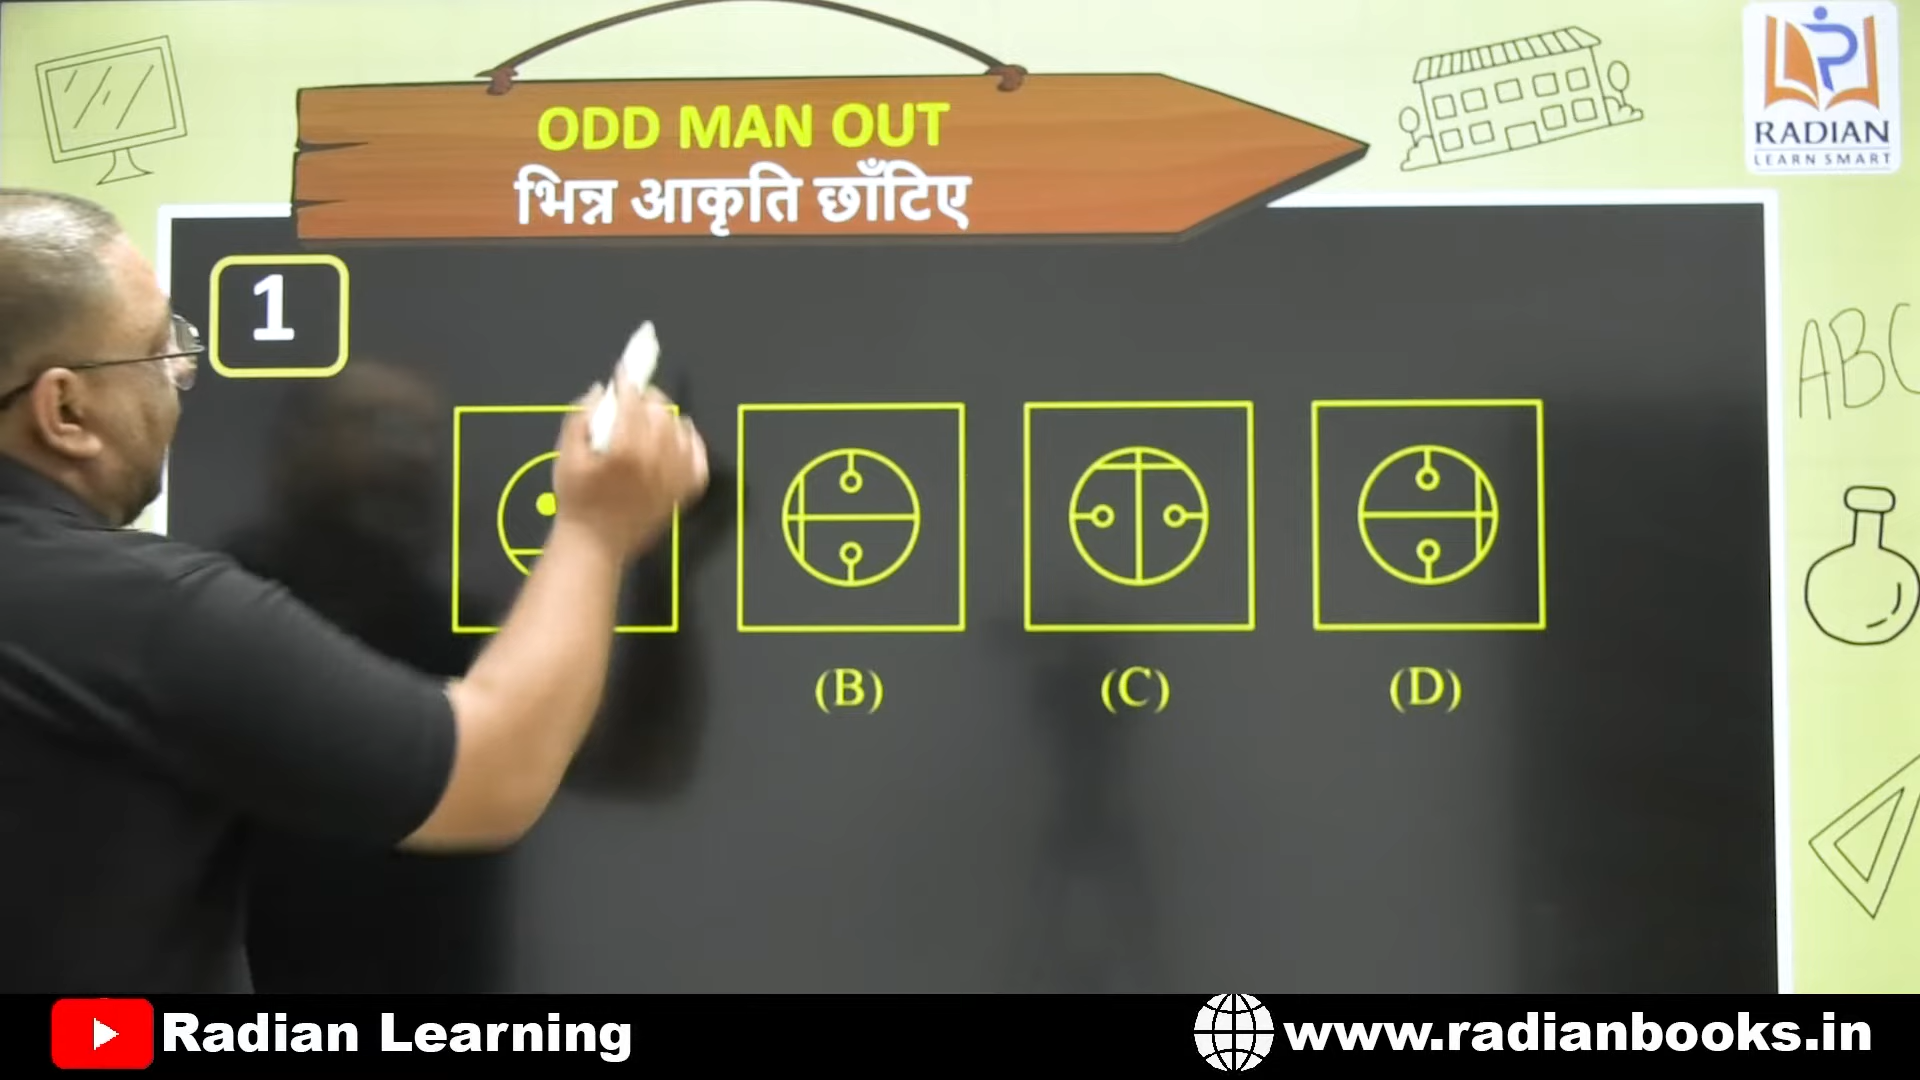 ODD MAN OUT
भिन्न आकृति छाँटिए
RADIAN
LEARN SMART
1
ABC
(B)
(C)
(D)
Radian Learning
www.radianbooks.in